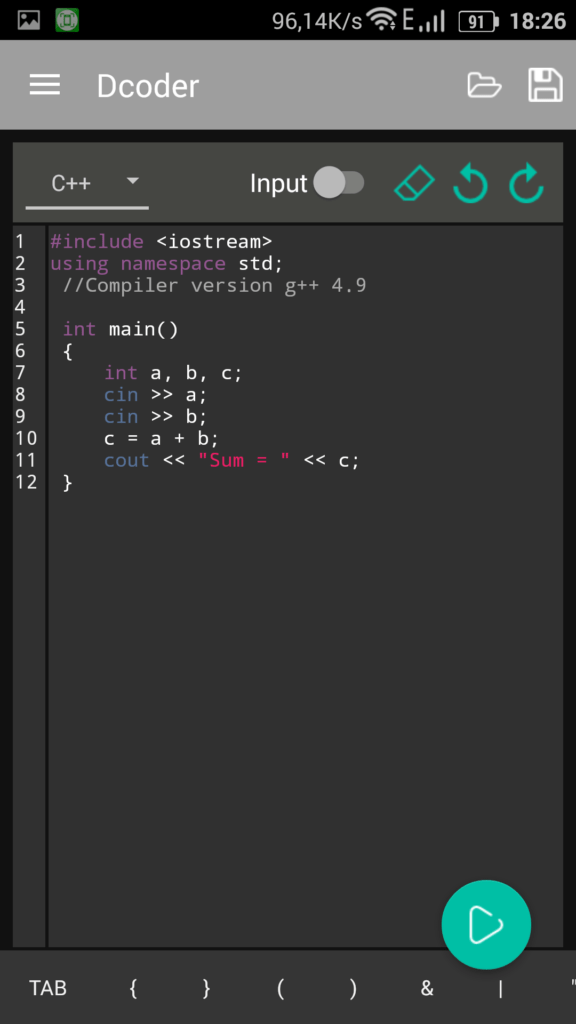 96,14K/s E 91 18:26
Dcoder
C++ Input
1 #include <iostream>
2 using namespace std;
3 //Compiler version g++ 4.9
4
5 int main()
6 {
7 int a, b, c;
8 cin >> a;
9 cin >> b;
10 c = a + b;
11 cout << "Sum = " << c;
12 }
TAB { } ( ) & | "